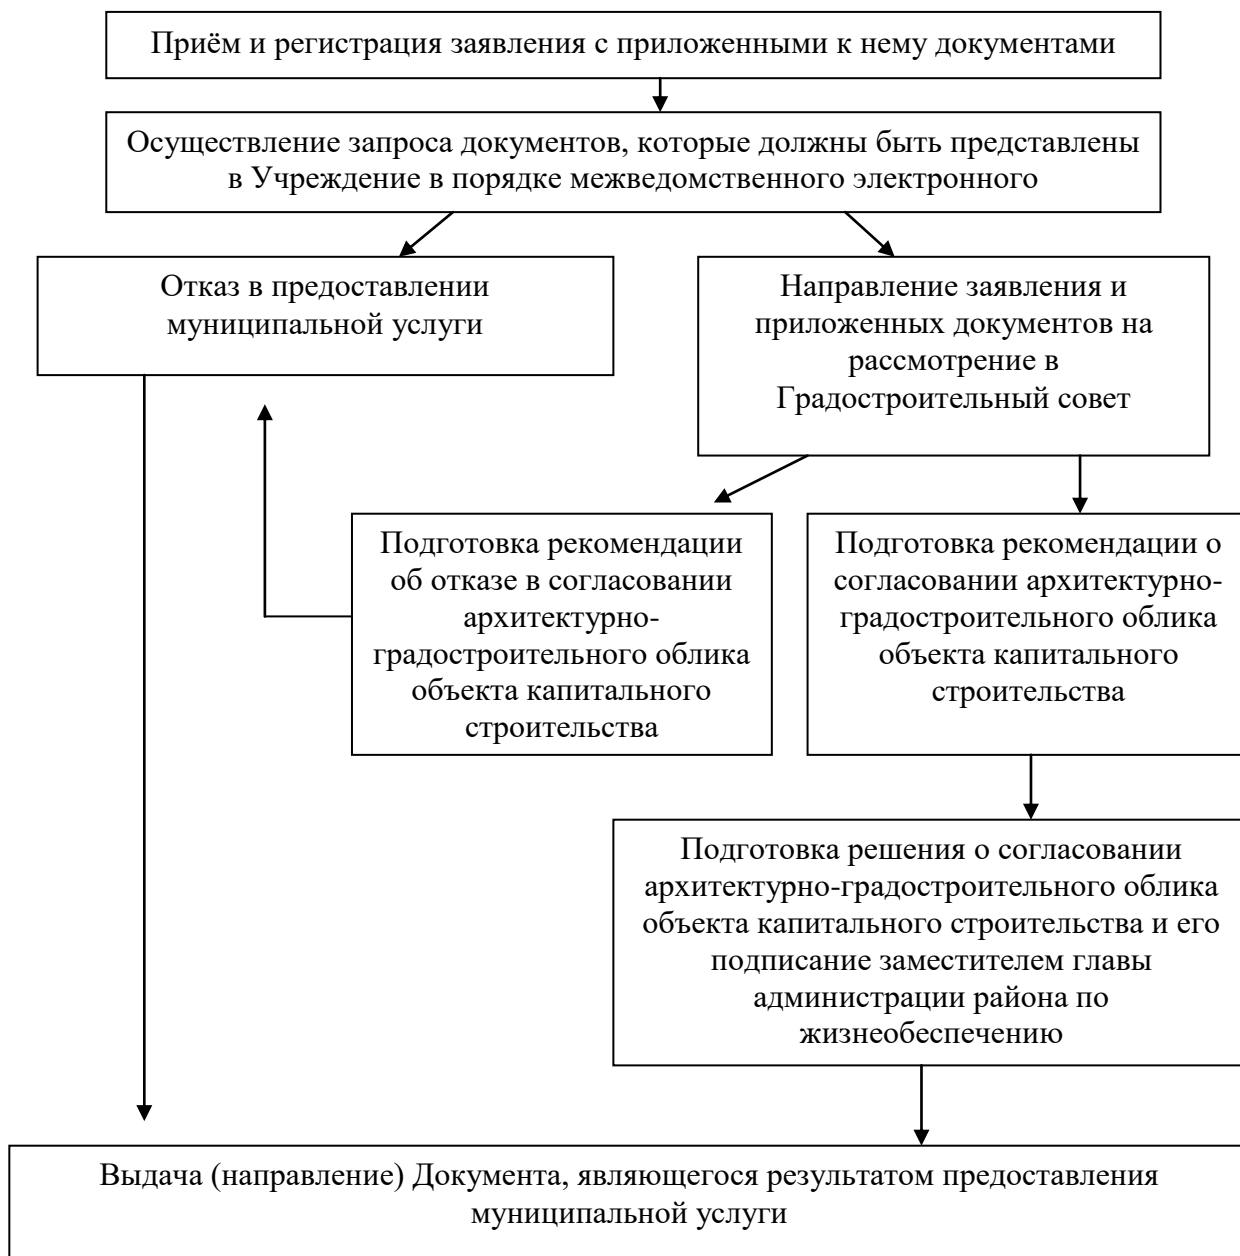 Приём и регистрация заявления с приложенными к нему документами
Осуществление запроса документов, которые должны быть представлены
в Учреждение в порядке межведомственного электронного
Отказ в предоставлении
муниципальной услуги
Направление заявления и
приложенных документов на
рассмотрение в
Градостроительный совет
Подготовка рекомендации
об отказе в согласовании
архитектурно-
градостроительного облика
объекта капитального
строительства
Подготовка рекомендации о
согласовании архитектурно-
градостроительного облика
объекта капитального
строительства
Подготовка решения о согласовании
архитектурно-градостроительного облика
объекта капитального строительства и его
подписание заместителем главы
администрации района по
жизнеобеспечению
Выдача (направление) Документа, являющегося результатом предоставления
муниципальной услуги